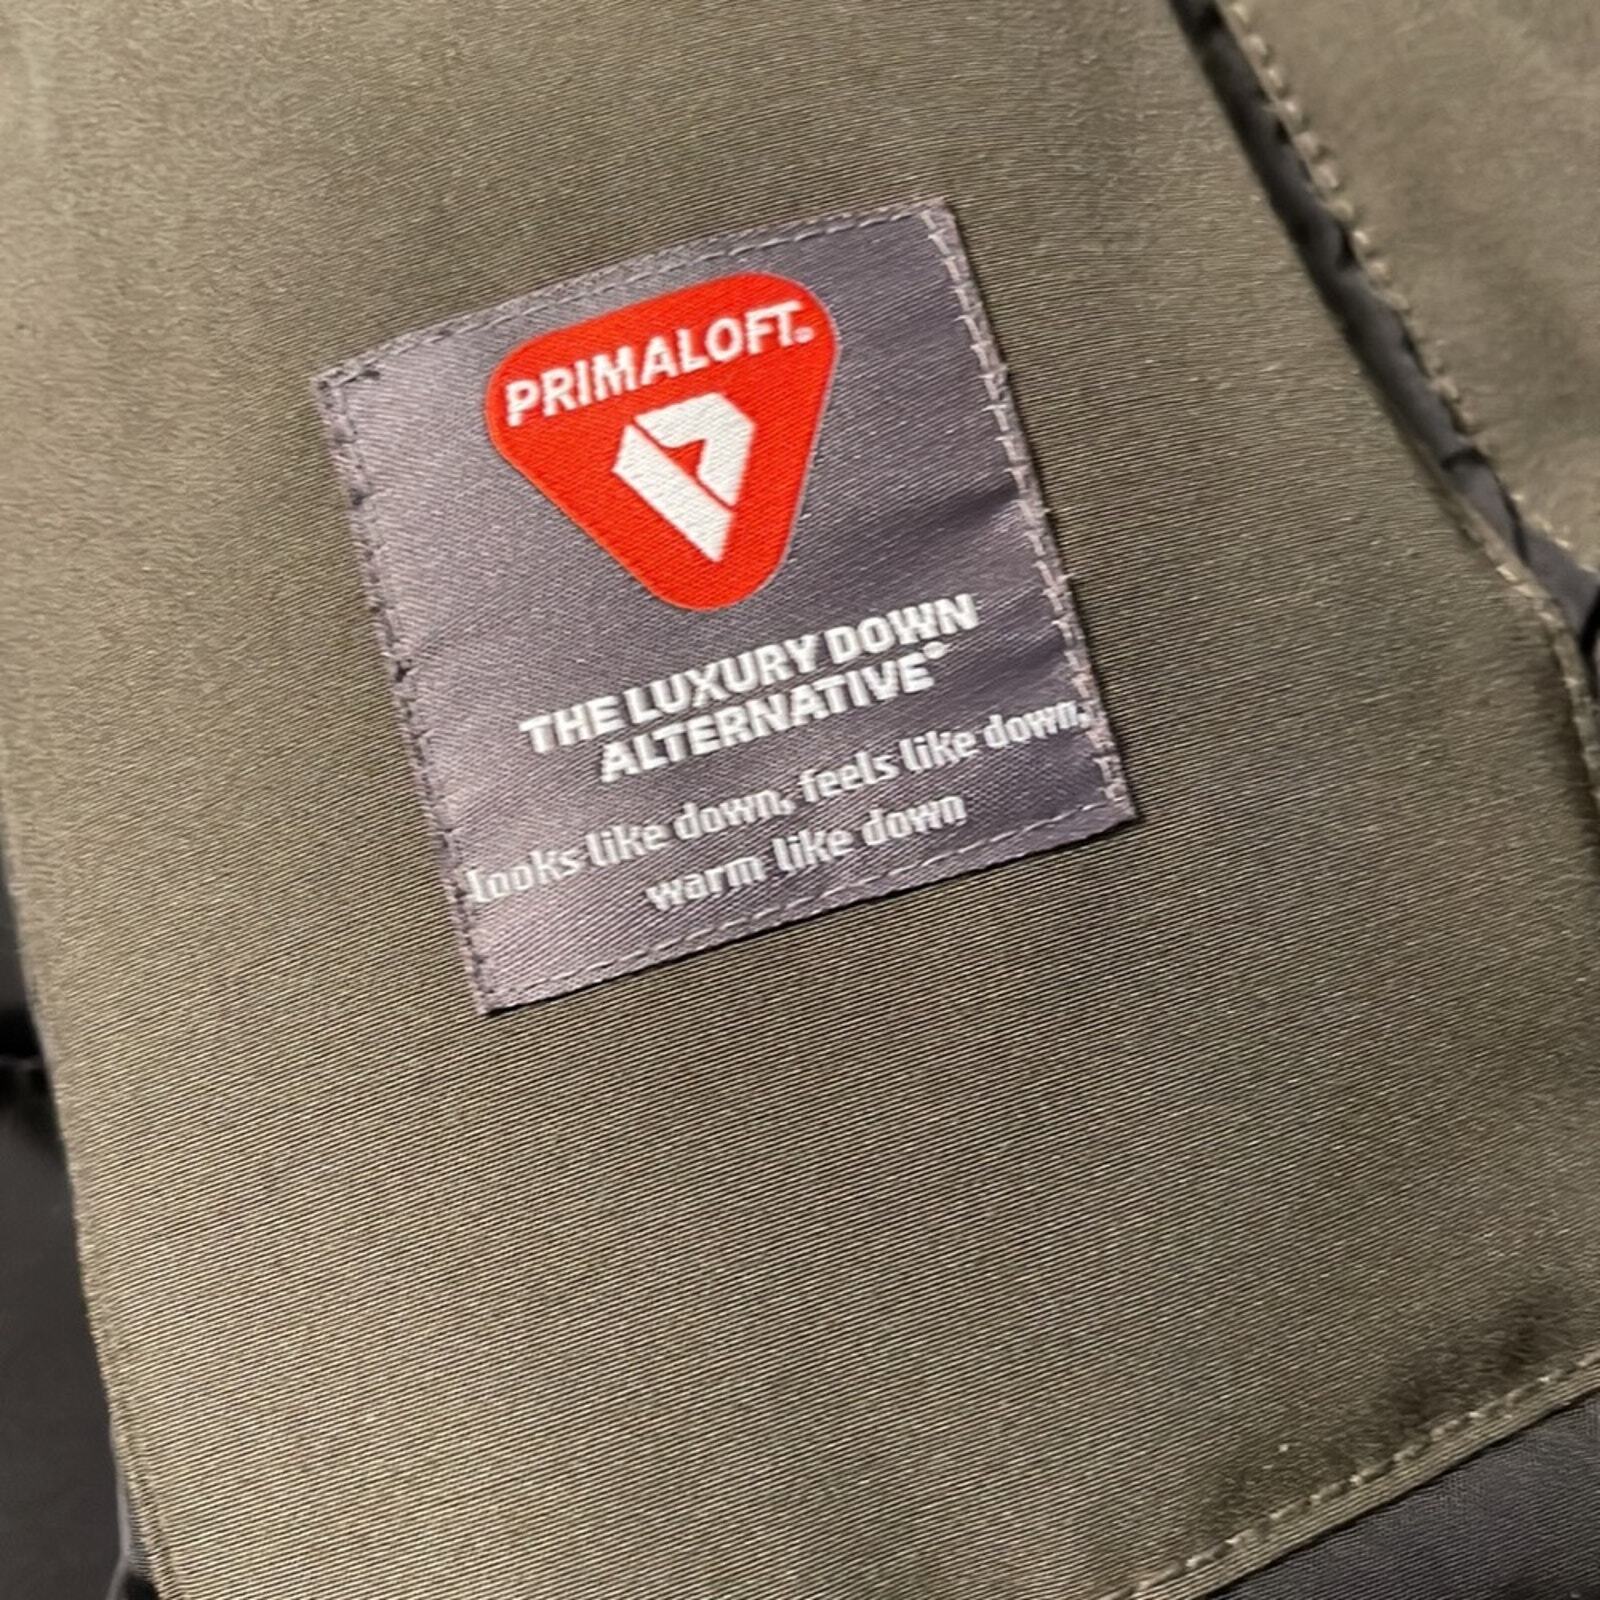 PRIMALOFT®
THE LUXURY DOWN
ALTERNATIVE®
looks like down, feels like down,
warm like down